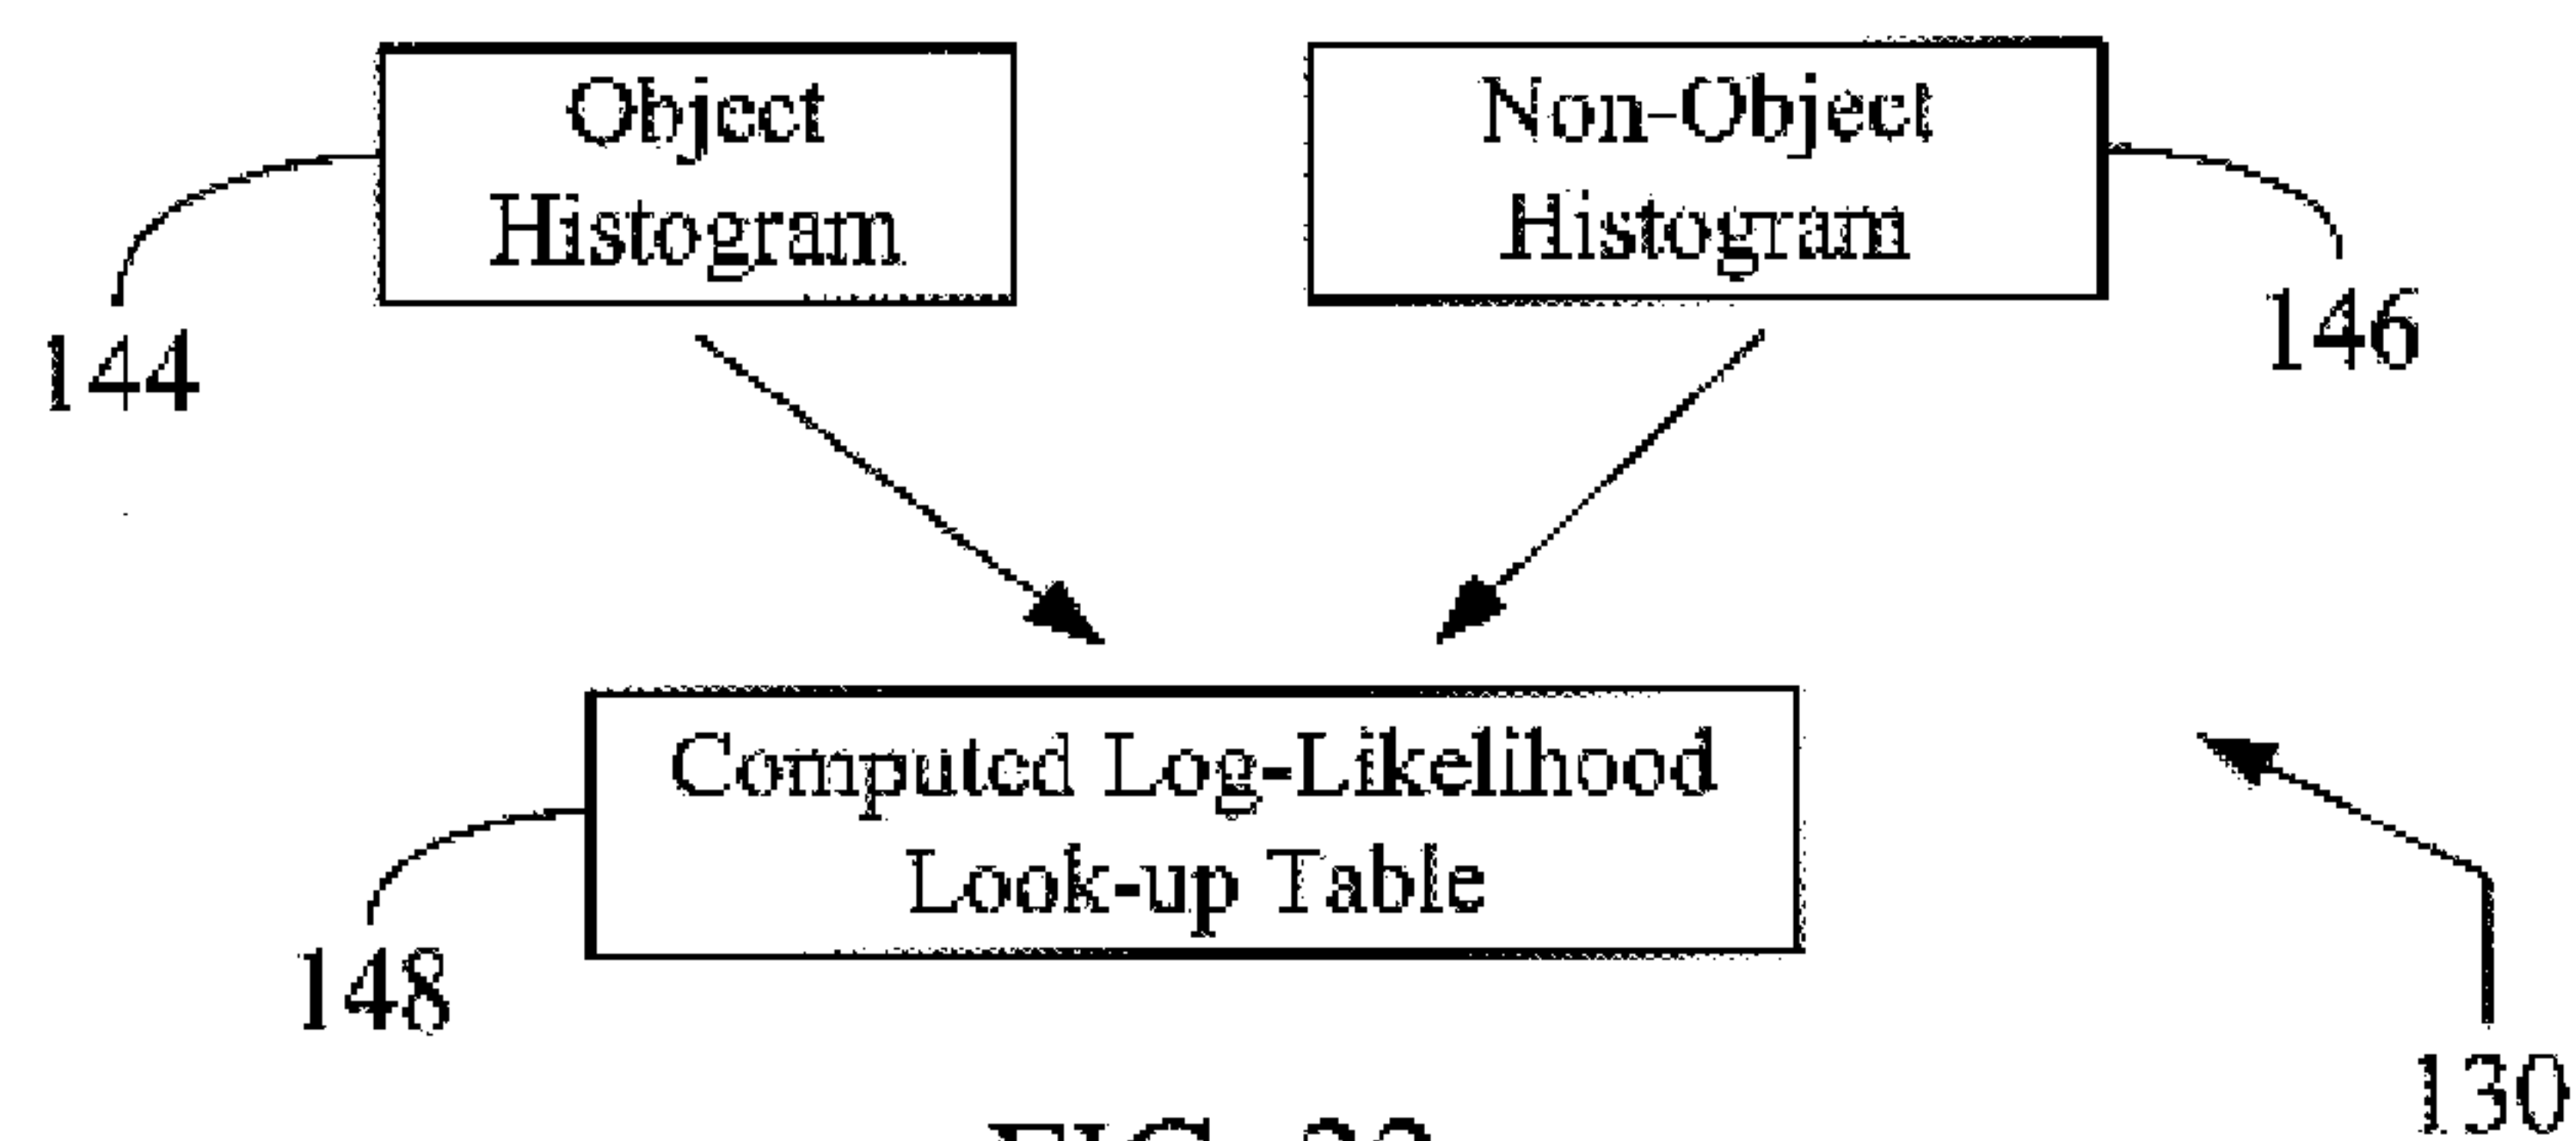 Object
Histogram
Non-Object
Histogram
144
146
Computed Log-Likelihood
Look-up Table
148
130